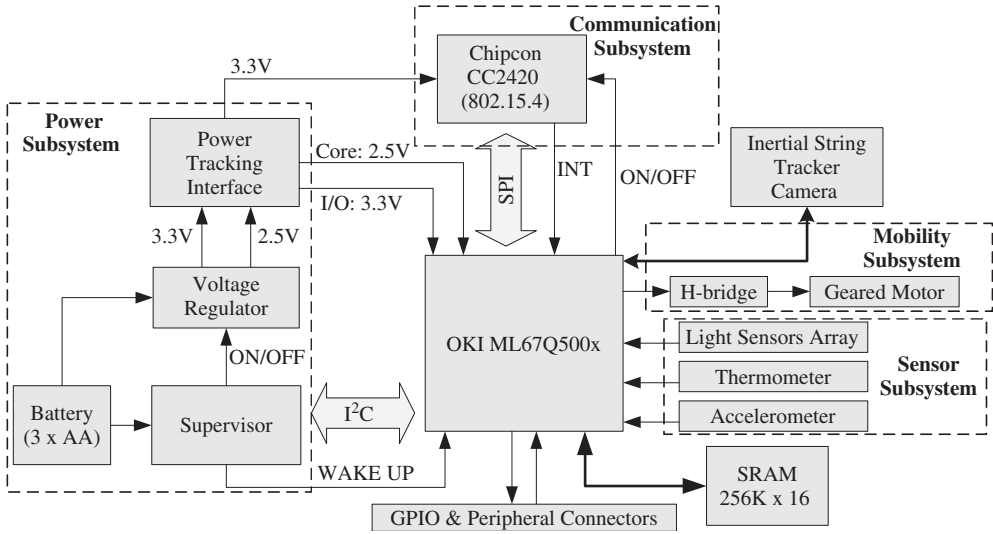 Communication
Subsystem
Chipcon
CC2420
(802.15.4)
3.3V
Power
Subsystem
Power
Tracking
Interface
Core: 2.5V
I/O: 3.3V
SPI
INT
ON/OFF
Inertial String
Tracker
Camera
3.3V
2.5V
Mobility
Subsystem
Voltage
Regulator
H-bridge
Geared Motor
ON/OFF
OKI ML67Q500x
Light Sensors Array
Sensor
Subsystem
Thermometer
Accelerometer
Battery
(3 x AA)
Supervisor
I²C
WAKE UP
SRAM
256K x 16
GPIO & Peripheral Connectors